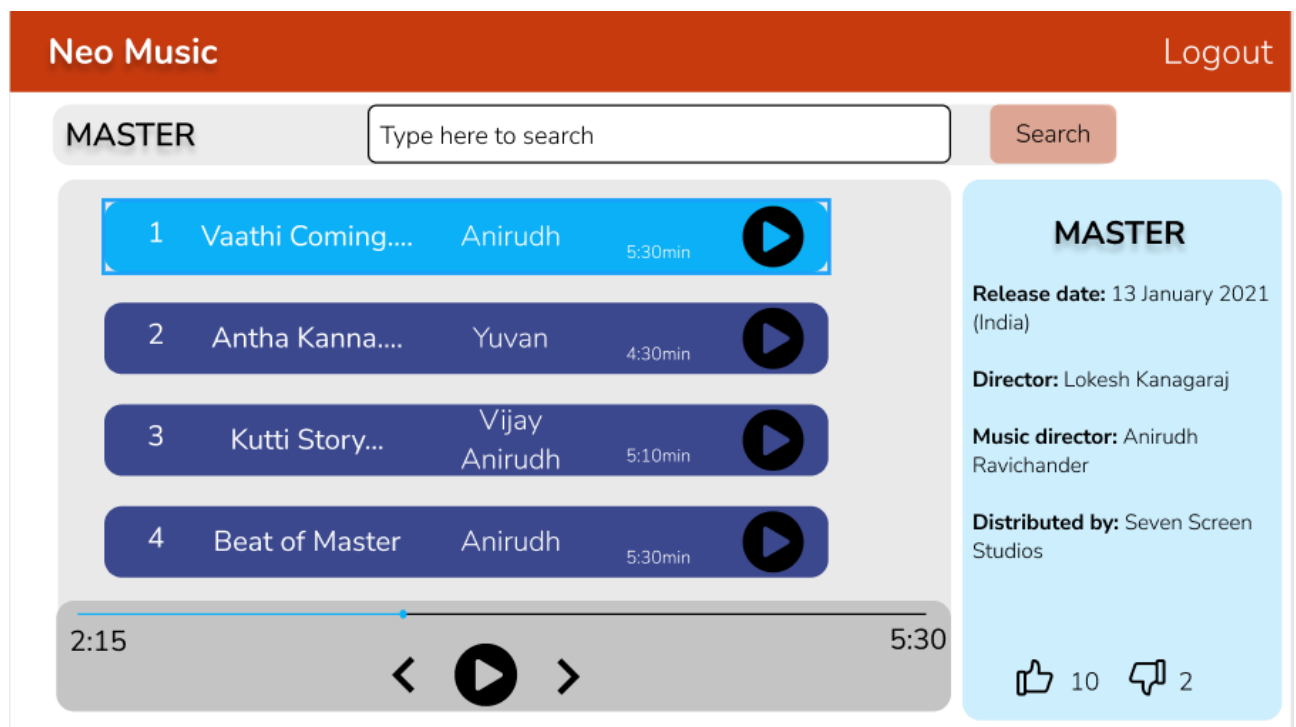 Neo Music
Logout
MASTER
Type here to search
Search
1 Vaathi Coming.... Anirudh 5:30min
2 Antha Kanna.... Yuvan 4:30min
3 Kutti Story... Vijay
Anirudh 5:10min
4 Beat of Master Anirudh 5:30min
2:15
5:30
MASTER
Release date: 13 January 2021
(India)
Director: Lokesh Kanagaraj
Music director: Anirudh
Ravichander
Distributed by: Seven Screen
Studios
10
2